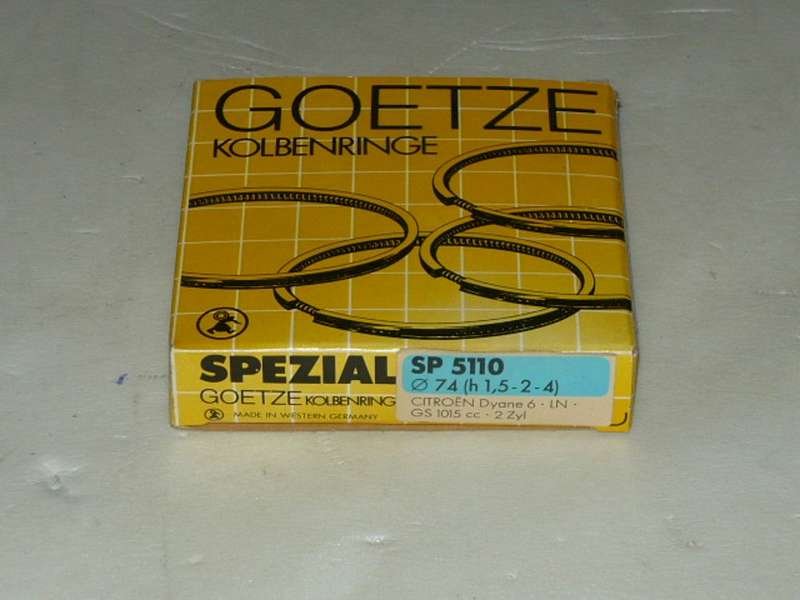 GOETZE
KOLBENRINGE
SPEZIAL
GOETZE KOLBENRING
MADE IN WESTERN GERMANY
SP 5110
Ø 74 (h 1,5-2-4)
CITROËN Dyane 6 · LN ·
GS 1015 cc · 2 Zyl